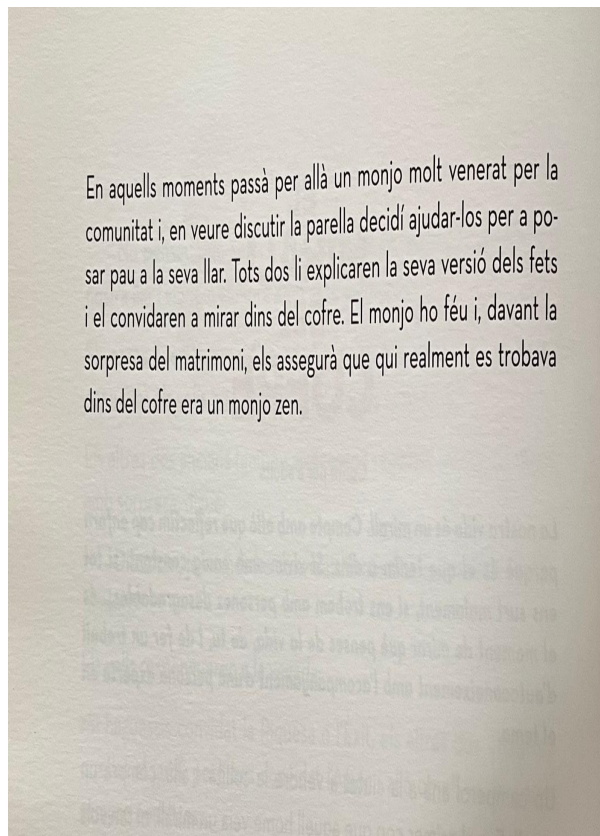 En aquells moments passà per allà un monjo molt venerat per la
comunitat i, en veure discutir la parella decidí ajudar-los per a po-
sar pau a la seva llar. Tots dos li explicaren la seva versió dels fets
i el convidaren a mirar dins del cofre. El monjo ho féu i, davant la
sorpresa del matrimoni, els assegurà que qui realment es trobava
dins del cofre era un monjo zen.